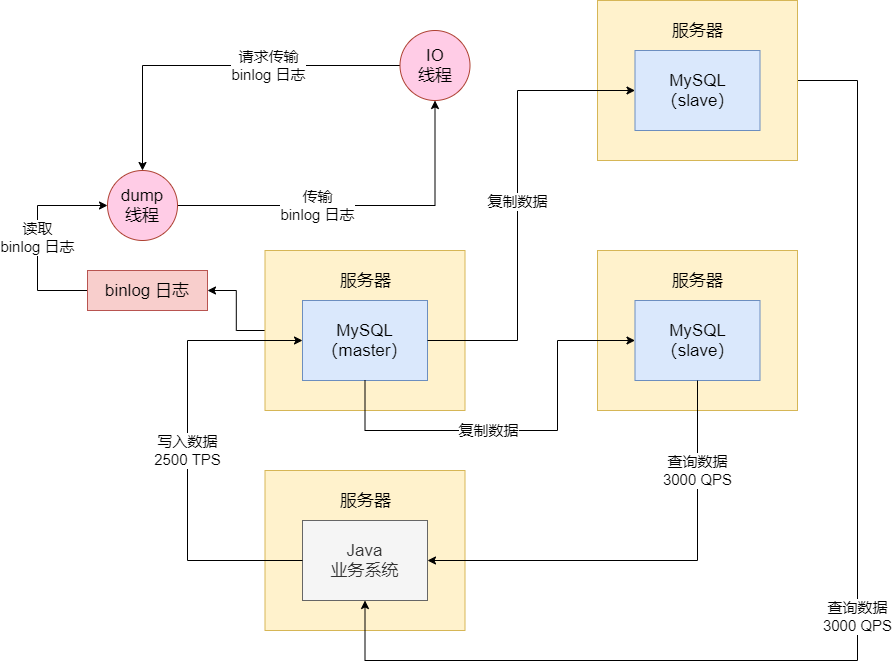 请求传输
binlog 日志
IO
线程
服务器
MySQL
（slave）
dump
线程
传输
binlog 日志
复制数据
读取
binlog 日志
binlog 日志
服务器
MySQL
（master）
服务器
MySQL
（slave）
复制数据
写入数据
2500 TPS
查询数据
3000 QPS
服务器
Java
业务系统
查询数据
3000 QPS